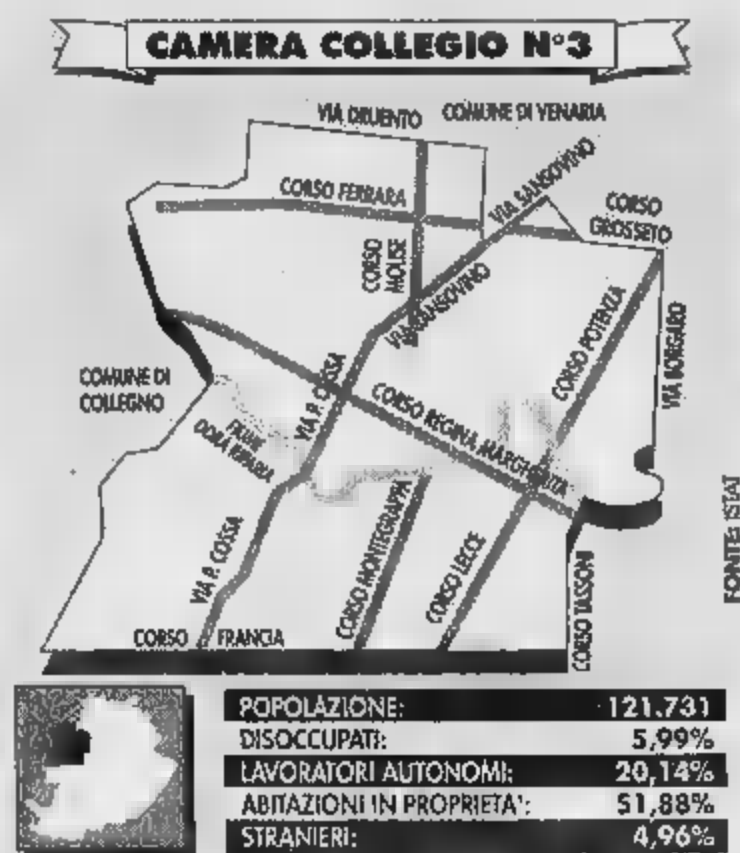 CAMERA COLLEGIO N°3
VIA DRUENTO
COMUNE DI VENARIA
VIA SANSOVINO
CORSO FERRARA
CORSO
GROSSETO
CORSO
MOLISE
VIA SANSOVINO
CORSO POTENZA
VIA BORGARO
COMUNE DI
COLLEGNO
VIA P. COSSA
CORSO REGINA MARGHERITA
FIUME
DORA RIPARIA
VIA P. COSSA
CORSO MONTEGRAPPA
CORSO LECCE
CORSO TASSONI
FONTE: ISTAT
CORSO FRANCIA
POPOLAZIONE: 121.731
DISOCCUPATI: 5,99%
LAVORATORI AUTONOMI: 20,14%
ABITAZIONI IN PROPRIETA': 51,88%
STRANIERI: 4,96%